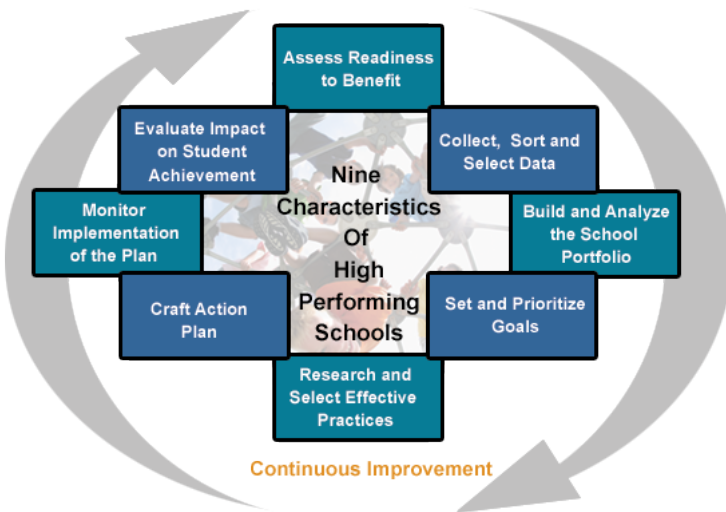 Assess Readiness
to Benefit
Collect, Sort and
Select Data
Build and Analyze
the School
Portfolio
Set and Prioritize
Goals
Research and
Select Effective
Practices
Craft Action
Plan
Monitor
Implementation
of the Plan
Evaluate Impact
on Student
Achievement
Nine
Characteristics
Of
High
Performing
Schools
Continuous Improvement